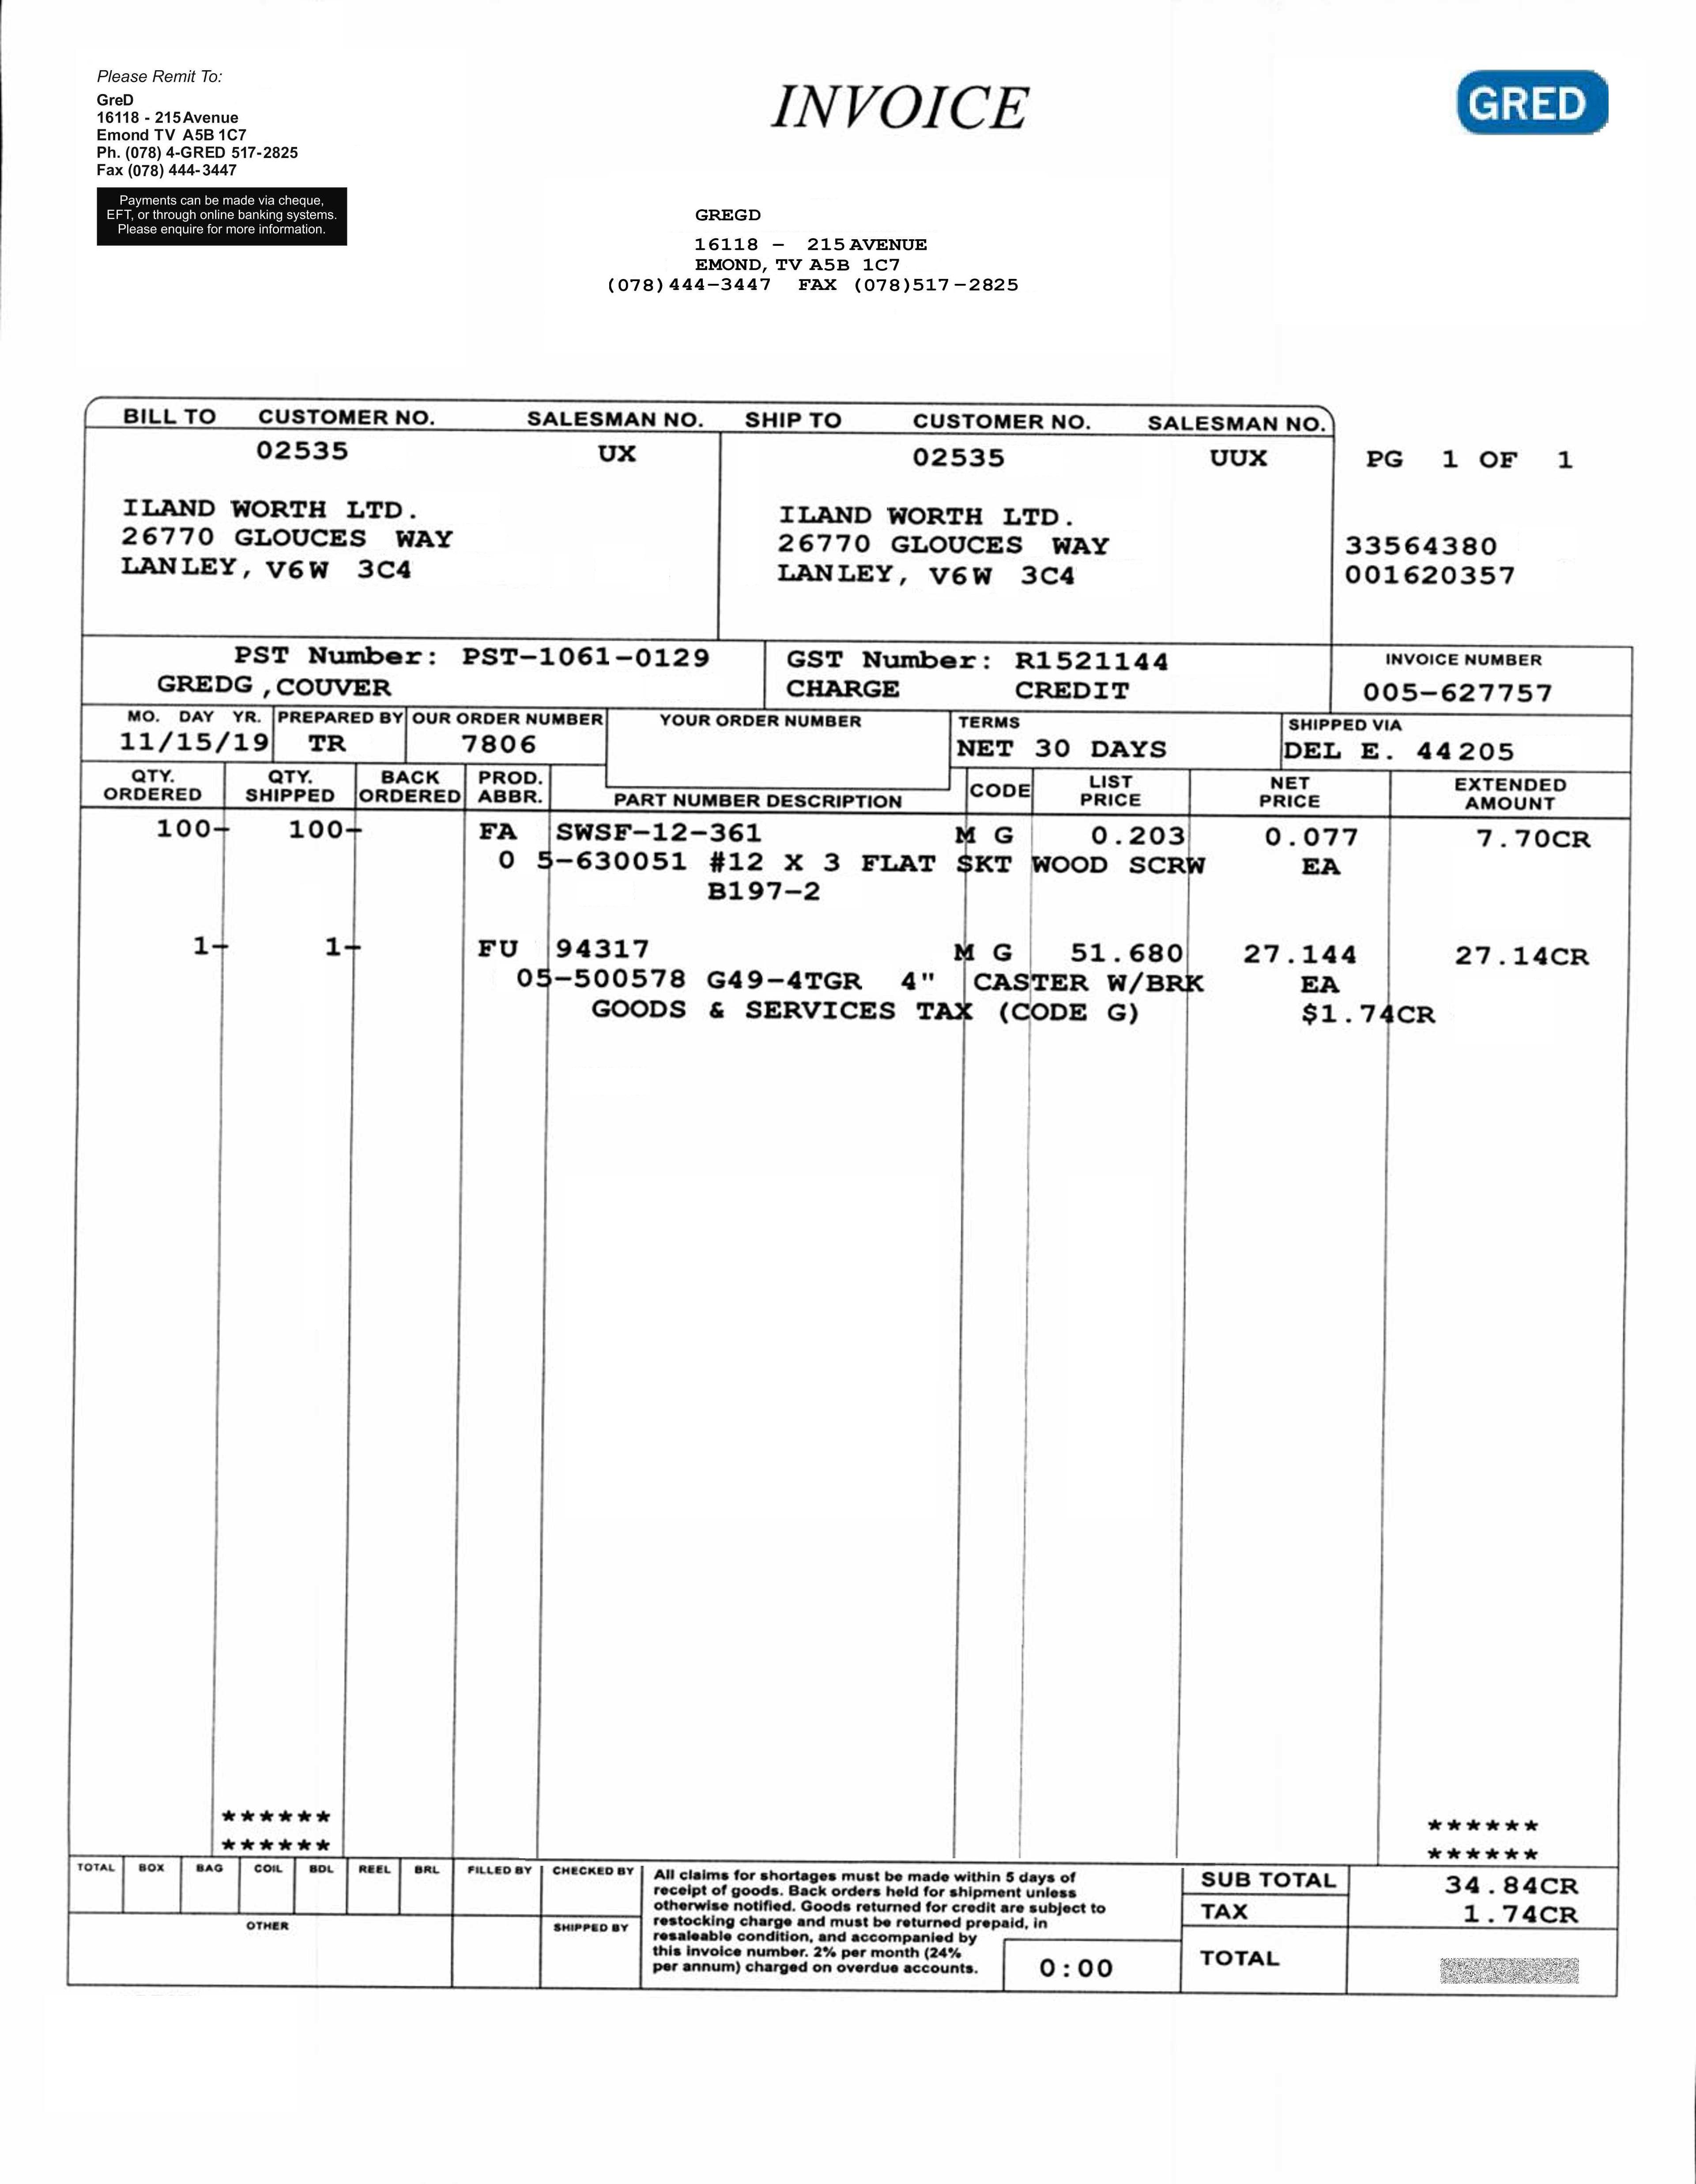 Please Remit To:
GreD
16118 - 215 Avenue
Emond TV A5B 1C7
Ph. (078) 4-GRED 517-2825
Fax (078) 444-3447
Payments can be made via cheque,
EFT, or through online banking systems.
Please enquire for more information.
INVOICE
GRED
GREGD
16118 - 215 AVENUE
EMOND, TV A5B 1C7
(078)444-3447 FAX (078)517-2825
BILL TO CUSTOMER NO. SALESMAN NO. SHIP TO CUSTOMER NO. SALESMAN NO.
02535 UX 02535 UUX PG 1 OF 1
ILAND WORTH LTD. ILAND WORTH LTD.
26770 GLOUCES WAY 26770 GLOUCES WAY 33564380
LANLEY, V6W 3C4 LANLEY, V6W 3C4 001620357
PST Number: PST-1061-0129 GST Number: R1521144 INVOICE NUMBER
GREDG ,COUVER CHARGE CREDIT 005-627757
MO. DAY YR. PREPARED BY OUR ORDER NUMBER YOUR ORDER NUMBER TERMS SHIPPED VIA
11/15/19 TR 7806 NET 30 DAYS DEL E. 44205
QTY. ORDERED QTY. SHIPPED BACK ORDERED PROD. ABBR. PART NUMBER DESCRIPTION CODE LIST PRICE NET PRICE EXTENDED AMOUNT
100- 100- FA SWSF-12-361 M G 0.203 0.077 7.70CR
0 5-630051 #12 X 3 FLAT SKT WOOD SCRW EA
B197-2
1- 1- FU 94317 M G 51.680 27.144 27.14CR
05-500578 G49-4TGR 4" CASTER W/BRK EA
GOODS & SERVICES TAX (CODE G) $1.74CR
****** ******
****** ******
TOTAL BOX BAG COIL BDL REEL BRL FILLED BY CHECKED BY
OTHER SHIPPED BY
All claims for shortages must be made within 5 days of
receipt of goods. Back orders held for shipment unless
otherwise notified. Goods returned for credit are subject to
restocking charge and must be returned prepaid, in
resaleable condition, and accompanied by
this invoice number. 2% per month (24%
per annum) charged on overdue accounts.
0:00
SUB TOTAL 34.84CR
TAX 1.74CR
TOTAL